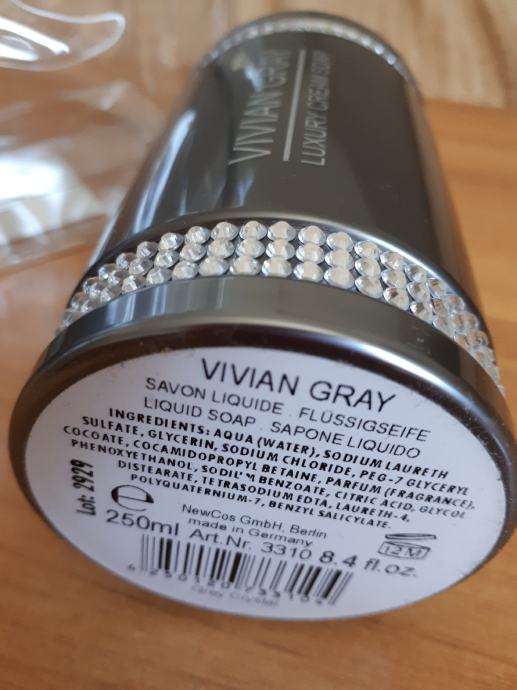 VIVIAN GRAY
LUXURY CREAM SOAP
VIVIAN GRAY
SAVON LIQUIDE . FLÜSSIGSEIFE
LIQUID SOAP . SAPONE LIQUIDO
INGREDIENTS: AQUA (WATER), SODIUM LAURETH
SULFATE, GLYCERIN, SODIUM CHLORIDE, PEG-7 GLYCERYL
COCOATE, COCAMIDOPROPYL BETAINE, PARFUM (FRAGRANCE),
PHENOXYETHANOL, SODIUM BENZOATE, CITRIC ACID, GLYCOL
DISTEARATE, TETRASODIUM EDTA, LAURETH-4,
POLYQUATERNIUM-7, BENZYL SALICYLATE.
Lot: 2929
NewCos GmbH, Berlin
made in Germany
12 M
250ml Art.Nr. 3310 8.4 fl.oz.
Grey Crystal